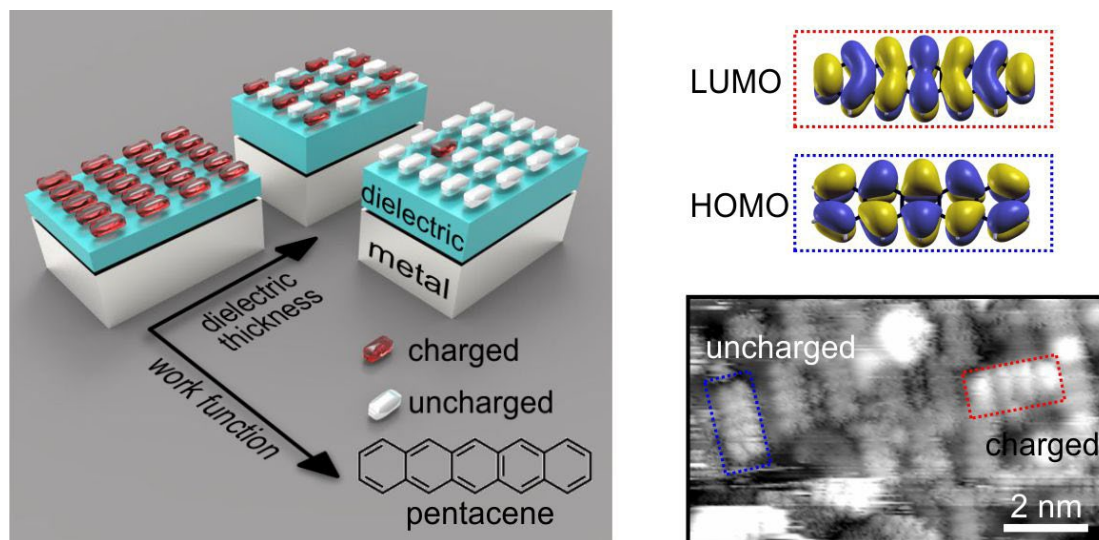 dielectric
metal
dielectric
thickness
work function
charged
uncharged
pentacene
LUMO
HOMO
uncharged
charged
2 nm